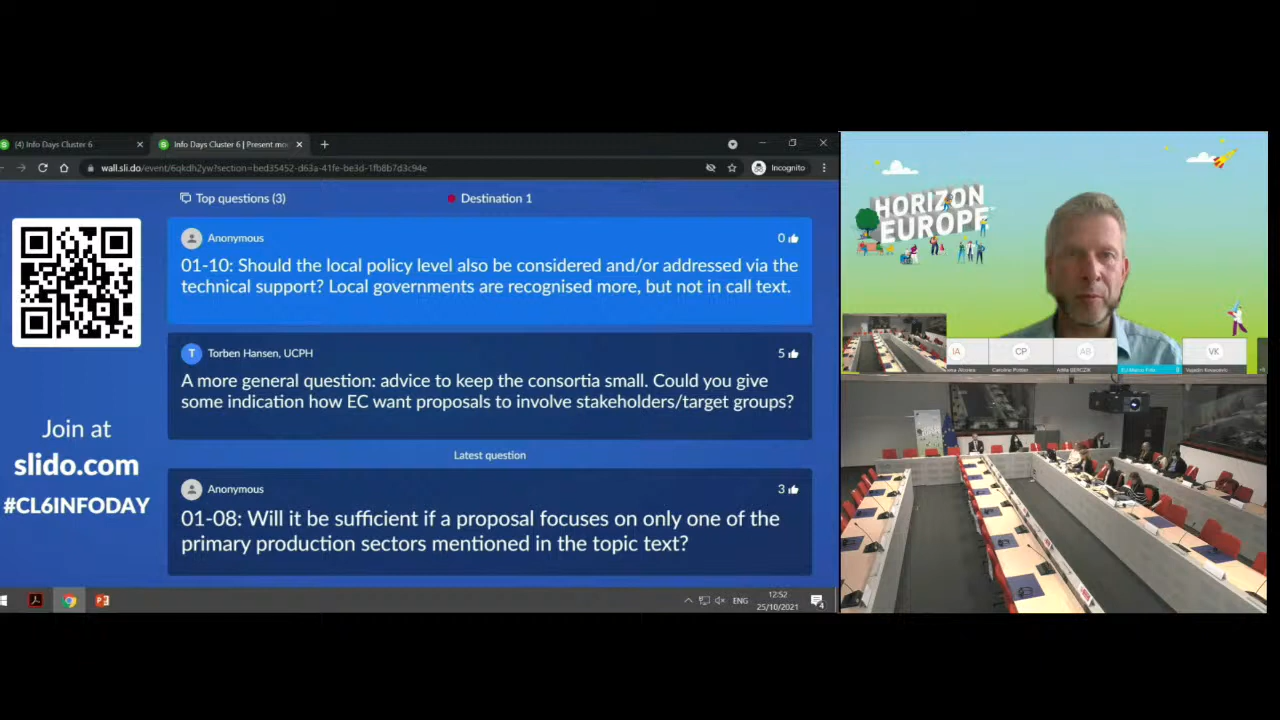 (4) Info Days Cluster 6
Info Days Cluster 6 | Present mo
wall.sli.do/event/6qkdh2yw?section=bed35452-d63a-41fe-be3d-1fb8b7d3c94e
Incognito
Top questions (3)
Destination 1
Anonymous
0
01-10: Should the local policy level also be considered and/or addressed via the
technical support? Local governments are recognised more, but not in call text.
T
Torben Hansen, UCPH
5
A more general question: advice to keep the consortia small. Could you give
some indication how EC want proposals to involve stakeholders/target groups?
Latest question
Anonymous
3
01-08: Will it be sufficient if a proposal focuses on only one of the
primary production sectors mentioned in the topic text?
Join at
slido.com
#CL6INFODAY
ENG
12:52
25/10/2021
HORIZON
EUROPE
IA
CP
AB
VK